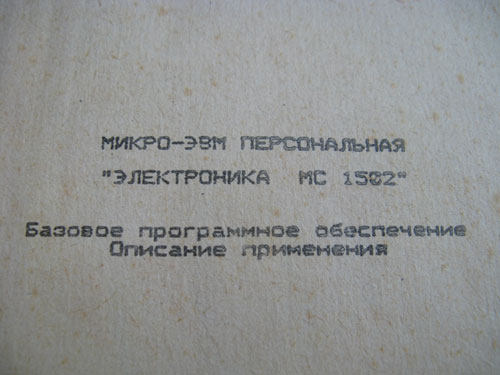 МИКРО-ЭВМ ПЕРСОНАЛЬНАЯ
"ЭЛЕКТРОНИКА МС 1502"
Базовое программное обеспечение
Описание применения